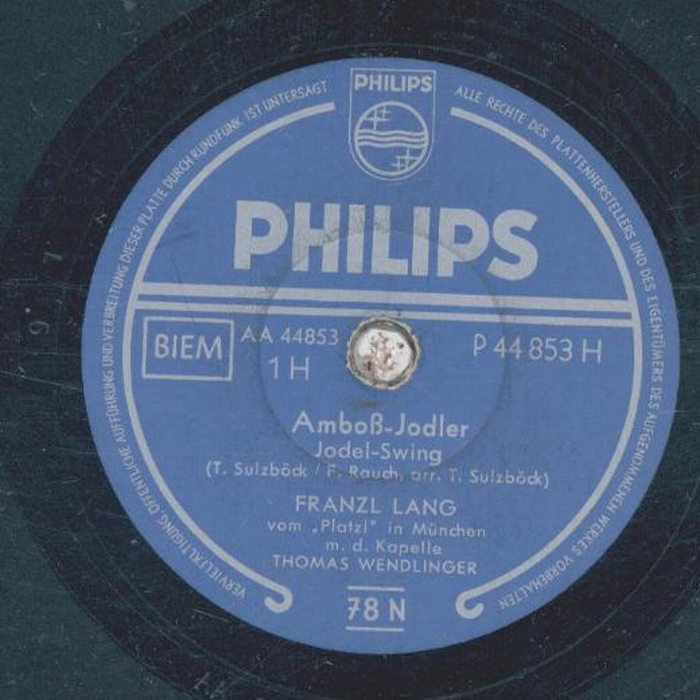 PHILIPS
ALLE RECHTE DES PLATTENHERSTELLERS UND DES EIGENTÜMERS DES AUFGENOMMENEN WERKES VORBEHALTEN
VERVIELFÄLTIGUNG, ÖFFENTLICHE AUFFÜHRUNG UND VERBREITUNG DIESER PLATTE DURCH RUNDFUNK IST UNTERSAGT
PHILIPS
BIEM
AA 44853
1 H
P 44853 H
Amboß-Jodler
Jodel-Swing
(T. Sulzböck / F. Rauch, arr. T. Sulzböck)
FRANZL LANG
vom „Platzl" in München
m. d. Kapelle
THOMAS WENDLINGER
78 N